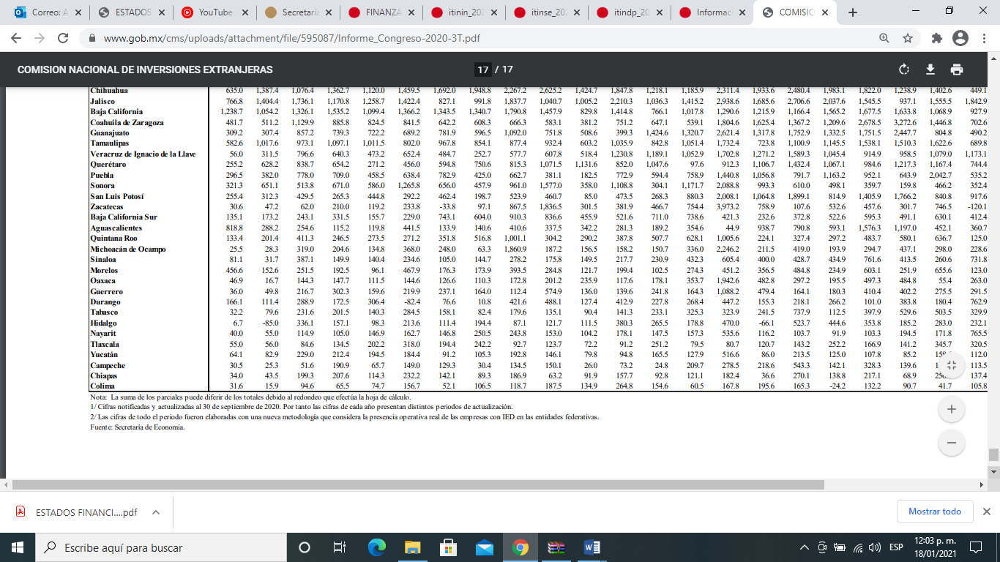 Correo: A
ESTADOS
YouTube
Secretaría
FINANZA
itinin_202
itinse_202
itindp_20
Informac
COMISIO
www.gob.mx/cms/uploads/attachment/file/595087/Informe_Congreso-2020-3T.pdf
COMISION NACIONAL DE INVERSIONES EXTRANJERAS 17 / 17
Chihuahua 635.0 1,387.4 1,076.4 1,362.7 1,120.0 1,459.5 1,692.0 1,948.8 2,267.2 2,625.2 1,424.7 1,847.8 1,218.1 1,185.9 2,311.4 1,933.6 2,480.4 1,983.1 1,822.0 1,238.9 1,402.6 449.1
Jalisco 766.8 1,404.4 1,736.1 1,170.8 1,258.7 1,422.4 827.1 991.8 1,837.7 1,040.7 1,005.2 2,210.3 1,036.3 1,415.2 2,938.6 1,685.6 2,706.6 2,037.6 1,545.5 937.1 1,555.5 1,842.9
Baja California 1,238.7 1,054.2 1,326.1 1,535.2 1,099.4 1,366.2 1,343.5 1,340.7 1,790.8 1,457.9 829.8 1,414.8 766.1 1,017.8 1,290.6 1,215.9 1,166.4 1,565.2 1,677.5 1,633.8 1,068.9 927.9
Coahuila de Zaragoza 481.7 511.2 1,129.9 885.8 824.5 841.5 642.2 608.3 666.3 583.1 381.2 751.2 647.1 539.1 1,804.6 1,625.4 1,367.2 1,209.6 2,678.5 3,272.6 1,446.8 702.6
Guanajuato 309.2 307.4 857.2 739.3 722.2 689.2 781.9 596.5 1,092.0 751.8 508.6 399.3 1,424.6 1,320.7 2,621.4 1,317.8 1,752.9 1,332.5 1,751.5 2,447.7 804.8 490.2
Tamaulipas 582.6 1,017.6 973.1 1,097.1 1,011.5 802.0 967.8 854.1 877.4 932.4 603.2 1,035.9 842.8 1,051.4 1,732.4 723.8 1,100.9 1,145.5 1,538.1 1,510.3 1,622.6 689.8
Veracruz de Ignacio de la Llave 56.0 311.5 796.6 640.3 473.2 652.4 484.7 252.7 577.7 607.8 518.4 1,230.8 1,189.1 1,052.9 1,702.8 1,271.2 1,589.3 1,045.4 914.9 958.5 1,079.0 1,173.1
Querétaro 255.2 628.2 838.7 654.2 271.2 456.0 594.8 750.6 815.3 1,071.5 1,131.6 852.0 1,047.6 97.6 912.3 1,106.7 1,432.4 1,067.1 984.6 1,217.3 1,167.4 744.4
Puebla 296.5 382.0 778.0 709.0 458.5 638.4 782.9 425.0 662.7 381.1 182.5 772.9 594.4 758.9 1,440.8 1,056.8 791.7 1,163.2 952.1 643.9 2,042.7 535.2
Sonora 321.3 651.1 513.8 671.0 586.0 1,265.8 656.0 457.9 961.0 1,577.0 358.0 1,108.8 304.1 1,171.7 2,088.8 993.3 610.0 498.1 359.7 159.8 466.2 352.4
San Luis Potosí 255.4 312.3 429.5 265.3 444.8 292.2 462.4 198.7 523.9 460.7 85.0 473.5 268.3 880.3 2,008.1 1,064.8 1,899.1 814.9 1,405.9 1,766.2 840.8 917.6
Zacatecas 30.6 47.2 62.0 210.0 119.2 233.8 -33.8 97.1 867.5 1,836.5 301.5 381.9 466.7 754.4 3,973.2 758.9 107.6 532.6 457.6 301.7 746.5 -120.1
Baja California Sur 135.1 173.2 243.1 331.5 155.7 229.0 743.1 604.0 910.3 836.6 455.9 521.6 711.0 738.6 421.3 232.6 372.8 522.6 595.3 491.1 630.1 412.4
Aguascalientes 818.8 288.2 254.6 115.2 119.8 441.5 133.9 140.6 410.6 337.5 342.2 281.3 189.2 354.6 44.9 938.7 790.8 593.1 1,576.3 1,197.0 452.1 360.7
Quintana Roo 133.4 201.4 411.3 246.5 273.5 271.2 351.8 516.8 1,001.1 304.2 290.2 387.8 507.7 628.1 1,005.6 224.1 327.4 297.2 483.7 580.1 636.7 125.0
Michoacán de Ocampo 25.5 28.3 319.0 204.6 134.8 368.0 248.0 63.3 1,860.9 187.2 156.5 158.2 150.7 336.0 2,246.2 211.5 419.0 193.9 294.7 437.1 298.0 228.6
Sinaloa 81.1 31.7 387.1 149.9 140.4 234.6 105.0 144.7 278.2 175.8 149.5 217.7 230.9 432.3 605.4 400.0 428.7 434.9 761.6 413.5 260.6 731.8
Morelos 456.6 152.6 251.5 192.5 96.1 467.9 176.3 173.9 393.5 284.8 121.7 199.4 102.5 274.3 451.2 356.5 484.8 234.9 603.1 251.9 655.6 123.0
Oaxaca 46.9 16.7 144.3 147.7 111.5 144.6 126.6 110.3 172.8 201.2 235.9 117.6 178.1 353.7 1,942.6 482.8 297.2 195.5 497.3 484.8 55.4 263.0
Guerrero 36.0 49.8 216.7 302.3 159.6 219.9 237.1 164.0 112.4 574.9 136.0 139.6 241.8 164.3 1,088.2 479.4 164.1 180.3 410.4 402.2 275.5 291.5
Durango 166.1 111.4 288.9 172.5 306.4 -82.4 76.6 10.8 421.6 488.1 127.4 412.9 227.8 268.4 447.2 155.3 218.1 266.2 101.0 383.8 180.4 762.9
Tabasco 32.2 79.6 231.6 201.5 140.3 284.5 158.1 82.4 179.6 135.1 90.4 141.3 233.1 325.3 323.9 241.5 737.9 112.5 397.9 529.6 503.5 329.9
Hidalgo 6.7 -85.0 336.1 157.1 98.3 213.6 111.4 194.4 87.1 121.7 111.5 380.3 265.5 178.8 470.0 -66.1 523.7 444.6 353.8 185.2 283.0 232.1
Nayarit 40.0 55.0 114.9 105.0 146.9 162.7 146.8 250.5 243.8 153.0 104.2 178.1 147.5 157.3 535.6 116.2 103.7 91.9 103.3 194.5 171.8 765.5
Tlaxcala 55.0 56.0 84.6 134.5 202.2 318.0 194.4 242.2 92.7 123.7 72.2 91.2 251.2 79.5 80.7 120.7 143.2 252.2 166.9 141.2 345.7 320.5
Yucatán 64.1 82.9 229.0 212.4 194.5 184.4 91.2 105.3 192.8 146.1 79.8 94.8 165.5 127.9 516.6 86.0 213.5 125.0 107.8 85.2 112.0
Campeche 30.5 25.3 51.6 190.9 65.7 149.0 129.3 30.4 134.5 150.1 26.0 73.2 24.8 209.7 278.5 218.6 543.3 142.1 328.3 139.6 113.5
Chiapas 34.0 43.5 199.3 207.6 114.3 232.2 142.1 89.3 186.9 63.2 91.9 157.7 92.8 121.1 182.4 36.6 270.1 138.8 217.1 68.9 137.4
Colima 31.6 15.9 94.6 65.5 74.7 156.7 52.1 106.5 118.7 187.5 134.9 264.8 154.6 60.5 167.8 195.6 165.3 -24.2 132.2 90.7 41.7 105.8
Nota: La suma de los parciales puede diferir de los totales debido al redondeo que efectúa la hoja de cálculo.
1/ Cifras notificadas y actualizadas al 30 de septiembre de 2020. Por tanto las cifras de cada año presentan distintos periodos de actualización.
2/ Las cifras de todo el periodo fueron elaboradas con una nueva metodología que considera la presencia operativa real de las empresas con IED en las entidades federativas.
Fuente: Secretaría de Economía.
ESTADOS FINANCI....pdf
Mostrar todo
Escribe aquí para buscar
ESP
12:03 p. m.
18/01/2021